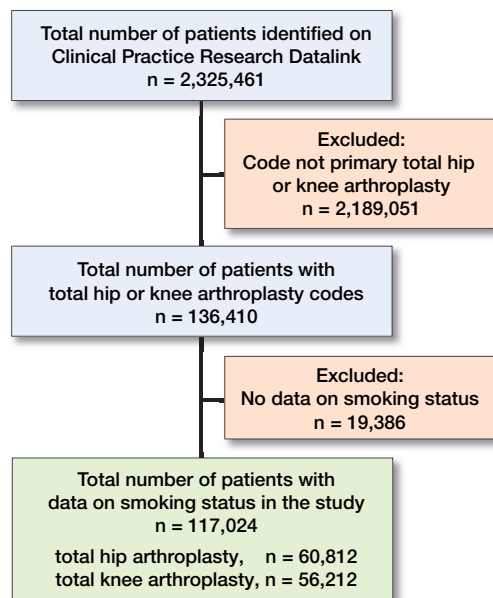 Total number of patients identified on
Clinical Practice Research Datalink
n = 2,325,461
Excluded:
Code not primary total hip
or knee arthroplasty
n = 2,189,051
Total number of patients with
total hip or knee arthroplasty codes
n = 136,410
Excluded:
No data on smoking status
n = 19,386
Total number of patients with
data on smoking status in the study
n = 117,024
total hip arthroplasty, n = 60,812
total knee arthroplasty, n = 56,212